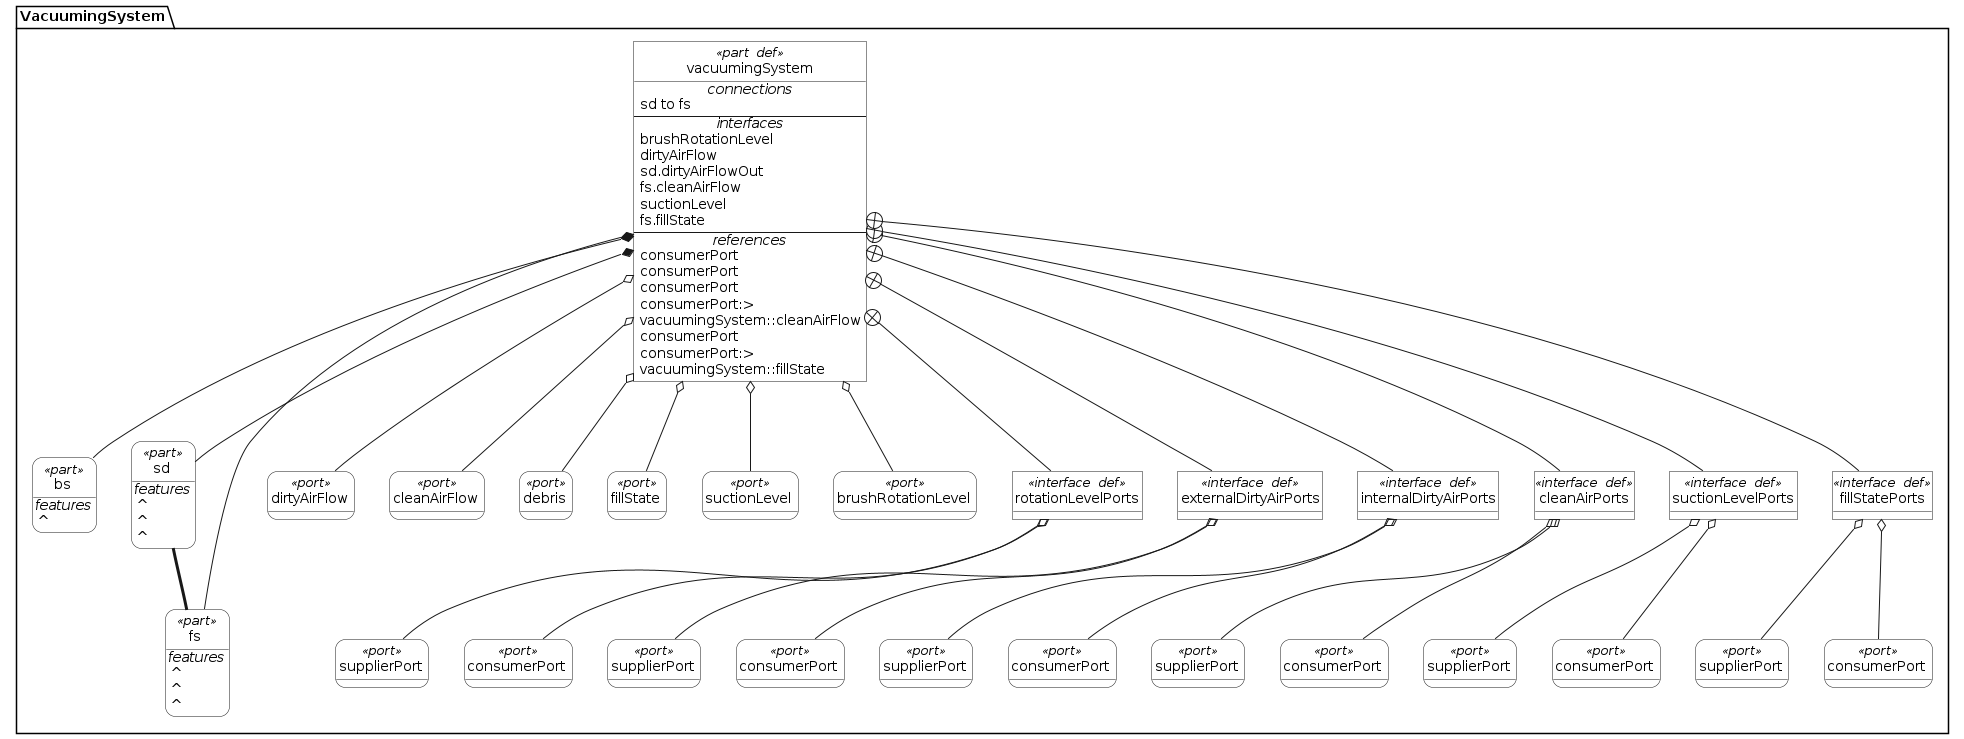 VacuumingSystem
«part def»
vacuumingSystem
connections
sd to fs
interfaces
brushRotationLevel
dirtyAirFlow
sd.dirtyAirFlowOut
fs.cleanAirFlow
suctionLevel
fs.fillState
references
consumerPort
consumerPort
consumerPort
consumerPort:>
vacuumingSystem::cleanAirFlow
consumerPort
consumerPort:>
vacuumingSystem::fillState
«part»
bs
features
^
«part»
sd
features
^
^
^
«port»
dirtyAirFlow
«port»
cleanAirFlow
«port»
debris
«port»
fillState
«port»
suctionLevel
«port»
brushRotationLevel
«interface def»
rotationLevelPorts
«interface def»
externalDirtyAirPorts
«interface def»
internalDirtyAirPorts
«interface def»
cleanAirPorts
«interface def»
suctionLevelPorts
«interface def»
fillStatePorts
«part»
fs
features
^
^
^
«port»
supplierPort
«port»
consumerPort
«port»
supplierPort
«port»
consumerPort
«port»
supplierPort
«port»
consumerPort
«port»
supplierPort
«port»
consumerPort
«port»
supplierPort
«port»
consumerPort
«port»
supplierPort
«port»
consumerPort